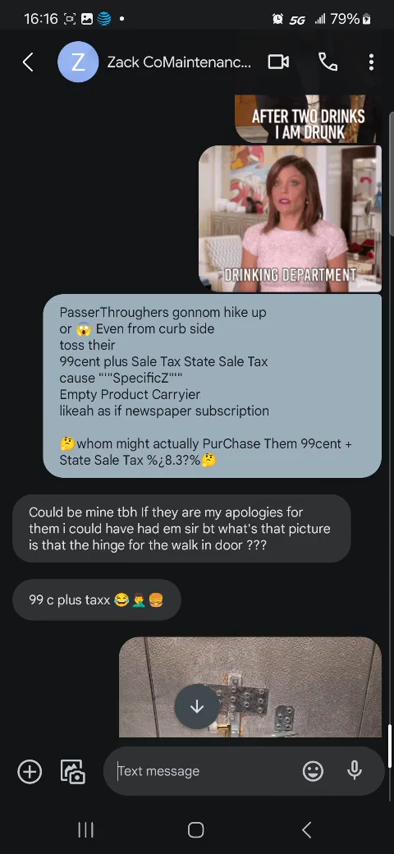 16:16
5G
79%
Z
Zack CoMaintenanc...
AFTER TWO DRINKS
I AM DRUNK
DRINKING DEPARTMENT
PasserThroughers gonnom hike up
or 😱 Even from curb side
toss their
99cent plus Sale Tax State Sale Tax
cause """SpecificZ"""
Empty Product Carryier
likeah as if newspaper subscription
🤔whom might actually PurChase Them 99cent +
State Sale Tax %¿8.3?%🤔
Could be mine tbh If they are my apologies for
them i could have had em sir bt what's that picture
is that the hinge for the walk in door ???
99 c plus taxx 😂🤦‍♂️🍔
Text message